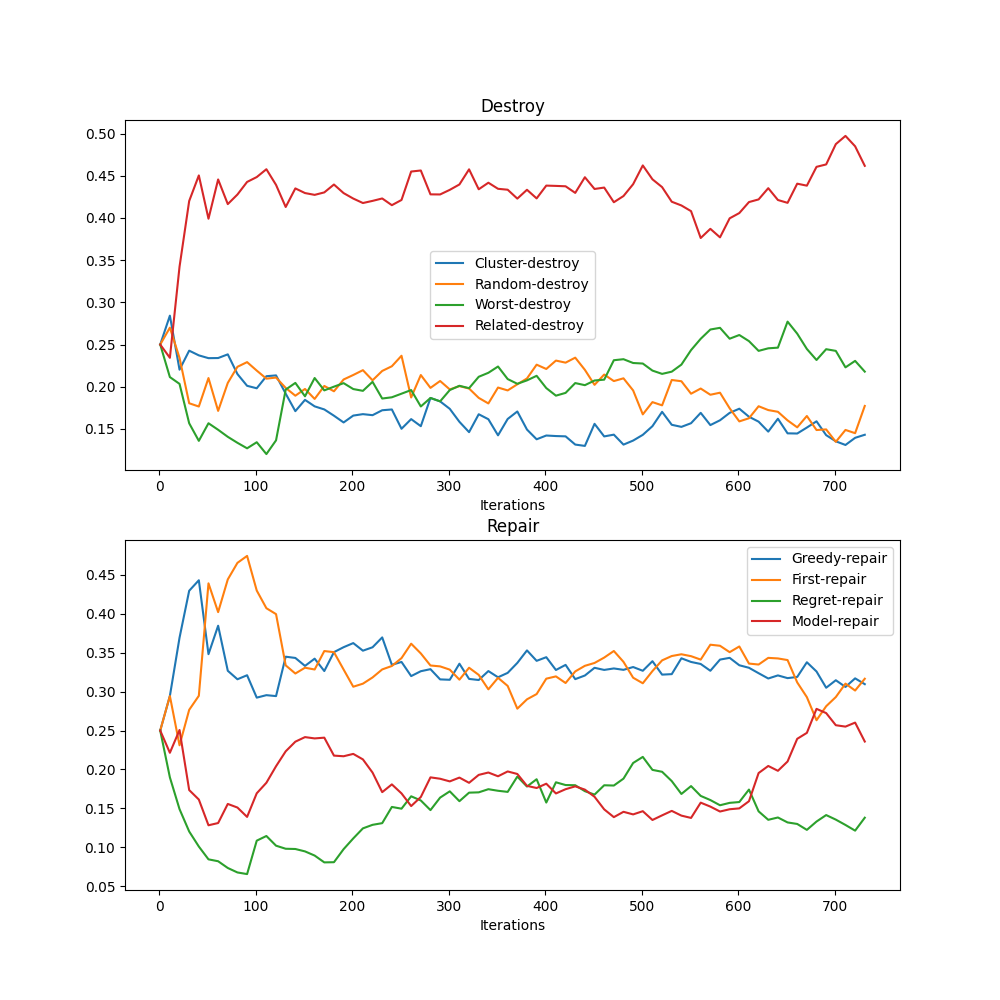 Destroy
0.50
0.45
0.40
0.35
0.30
0.25
0.20
0.15
Cluster-destroy
Random-destroy
Worst-destroy
Related-destroy
0 100 200 300 400 500 600 700
Iterations
Repair
0.45
0.40
0.35
0.30
0.25
0.20
0.15
0.10
0.05
Greedy-repair
First-repair
Regret-repair
Model-repair
0 100 200 300 400 500 600 700
Iterations